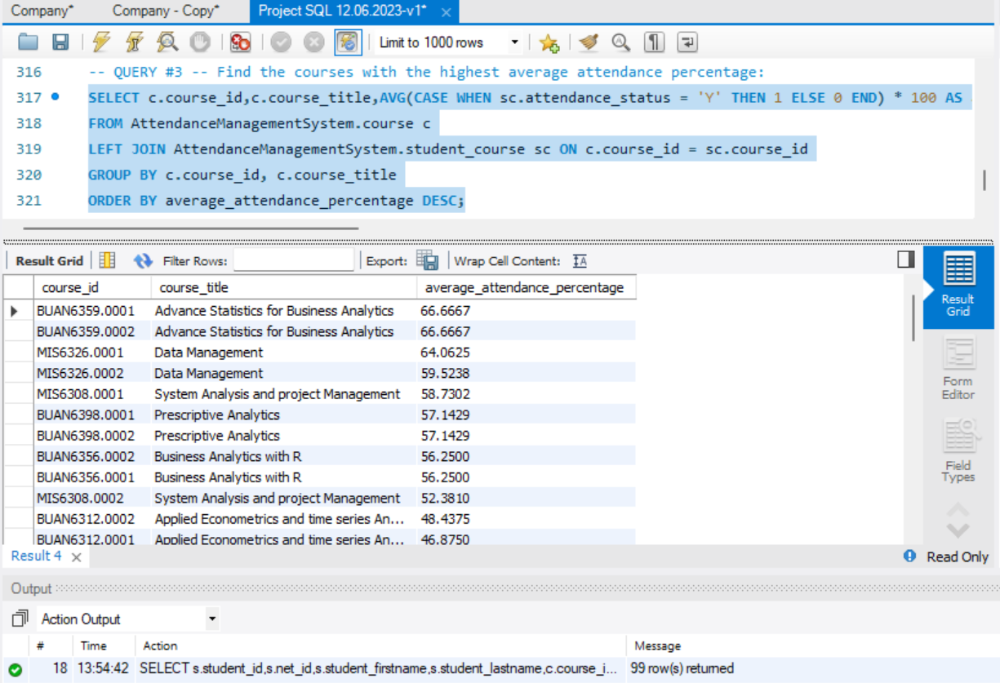 Company*
Company - Copy*
Project SQL 12.06.2023-v1*
Limit to 1000 rows
316 -- QUERY #3 -- Find the courses with the highest average attendance percentage:
317 SELECT c.course_id,c.course_title,AVG(CASE WHEN sc.attendance_status = 'Y' THEN 1 ELSE 0 END) * 100 AS
318 FROM AttendanceManagementSystem.course c
319 LEFT JOIN AttendanceManagementSystem.student_course sc ON c.course_id = sc.course_id
320 GROUP BY c.course_id, c.course_title
321 ORDER BY average_attendance_percentage DESC;
Result Grid Filter Rows: Export: Wrap Cell Content:
course_id course_title average_attendance_percentage
BUAN6359.0001 Advance Statistics for Business Analytics 66.6667
BUAN6359.0002 Advance Statistics for Business Analytics 66.6667
MIS6326.0001 Data Management 64.0625
MIS6326.0002 Data Management 59.5238
MIS6308.0001 System Analysis and project Management 58.7302
BUAN6398.0001 Prescriptive Analytics 57.1429
BUAN6398.0002 Prescriptive Analytics 57.1429
BUAN6356.0002 Business Analytics with R 56.2500
BUAN6356.0001 Business Analytics with R 56.2500
MIS6308.0002 System Analysis and project Management 52.3810
BUAN6312.0002 Applied Econometrics and time series An... 48.4375
BUAN6312.0001 Applied Econometrics and time series An... 46.8750
Result
Grid
Form
Editor
Field
Types
Result 4
Read Only
Output
Action Output
# Time Action Message
18 13:54:42 SELECT s.student_id,s.net_id,s.student_firstname,s.student_lastname,c.course_i... 99 row(s) returned